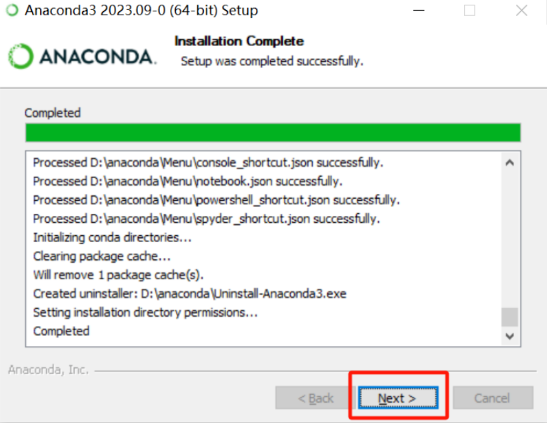 Anaconda3 2023.09-0 (64-bit) Setup
ANACONDA.
Installation Complete
Setup was completed successfully.
Completed
Processed D:\anaconda\Menu\console_shortcut.json successfully.
Processed D:\anaconda\Menu\notebook.json successfully.
Processed D:\anaconda\Menu\powershell_shortcut.json successfully.
Processed D:\anaconda\Menu\spyder_shortcut.json successfully.
Initializing conda directories...
Clearing package cache...
Will remove 1 package cache(s).
Created uninstaller: D:\anaconda\Uninstall-Anaconda3.exe
Setting installation directory permissions...
Completed
Anaconda, Inc.
< Back Next > Cancel